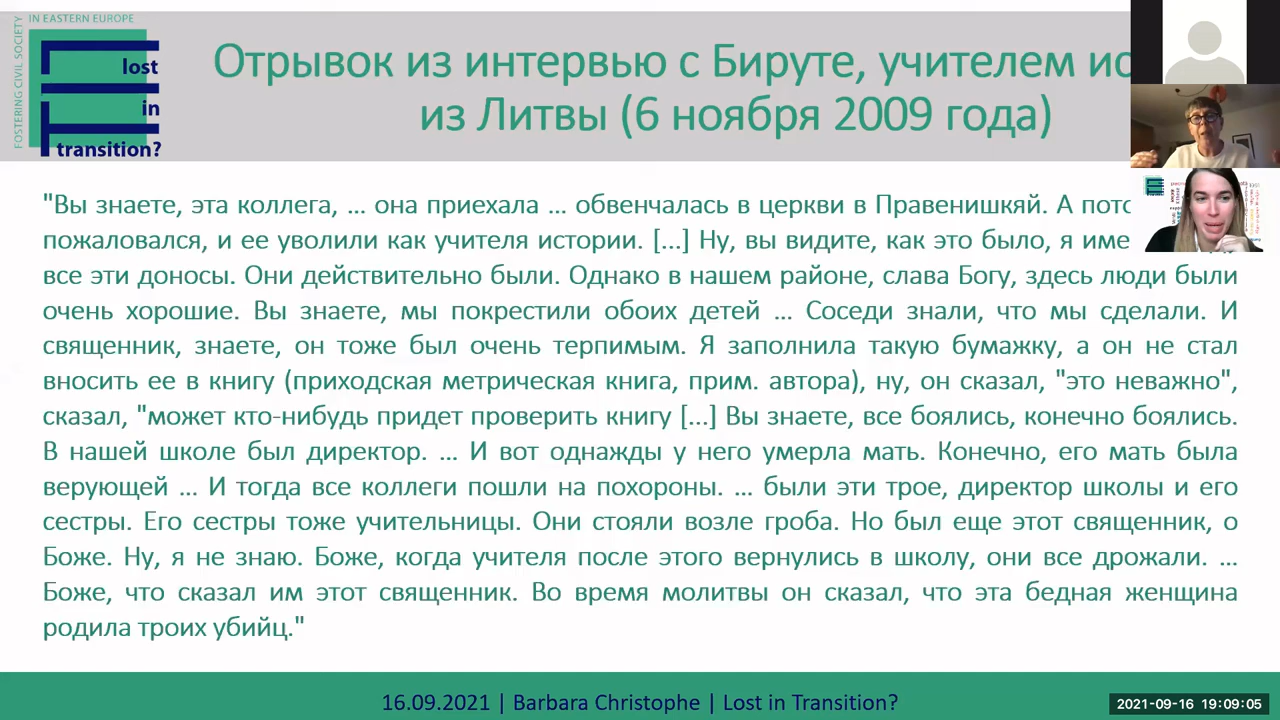 IN EASTERN EUROPE
FOSTERING CIVIL SOCIETY
lost
in
transition?
Отрывок из интервью с Бируте, учителем
из Литвы (6 ноября 2009 года)
"Вы знаете, эта коллега, ... она приехала ... обвенчалась в церкви в Правенишкяй. А
пожаловался, и ее уволили как учителя истории. [...] Ну, вы видите, как это было, я
все эти доносы. Они действительно были. Однако в нашем районе, слава Богу, здесь люди были
очень хорошие. Вы знаете, мы покрестили обоих детей ... Соседи знали, что мы сделали. И
священник, знаете, он тоже был очень терпимым. Я заполнила такую бумажку, а он не стал
вносить ее в книгу (приходская метрическая книга, прим. автора), ну, он сказал, "это неважно",
сказал, "может кто-нибудь придет проверить книгу [...] Вы знаете, все боялись, конечно боялись.
В нашей школе был директор. ... И вот однажды у него умерла мать. Конечно, его мать была
верующей ... И тогда все коллеги пошли на похороны. ... были эти трое, директор школы и его
сестры. Его сестры тоже учительницы. Они стояли возле гроба. Но был еще этот священник, о
Боже. Ну, я не знаю. Боже, когда учителя после этого вернулись в школу, они все дрожали. ...
Боже, что сказал им этот священник. Во время молитвы он сказал, что эта бедная женщина
родила троих убийц."
16.09.2021 | Barbara Christophe | Lost in Transition?
2021-09-16 19:09:05